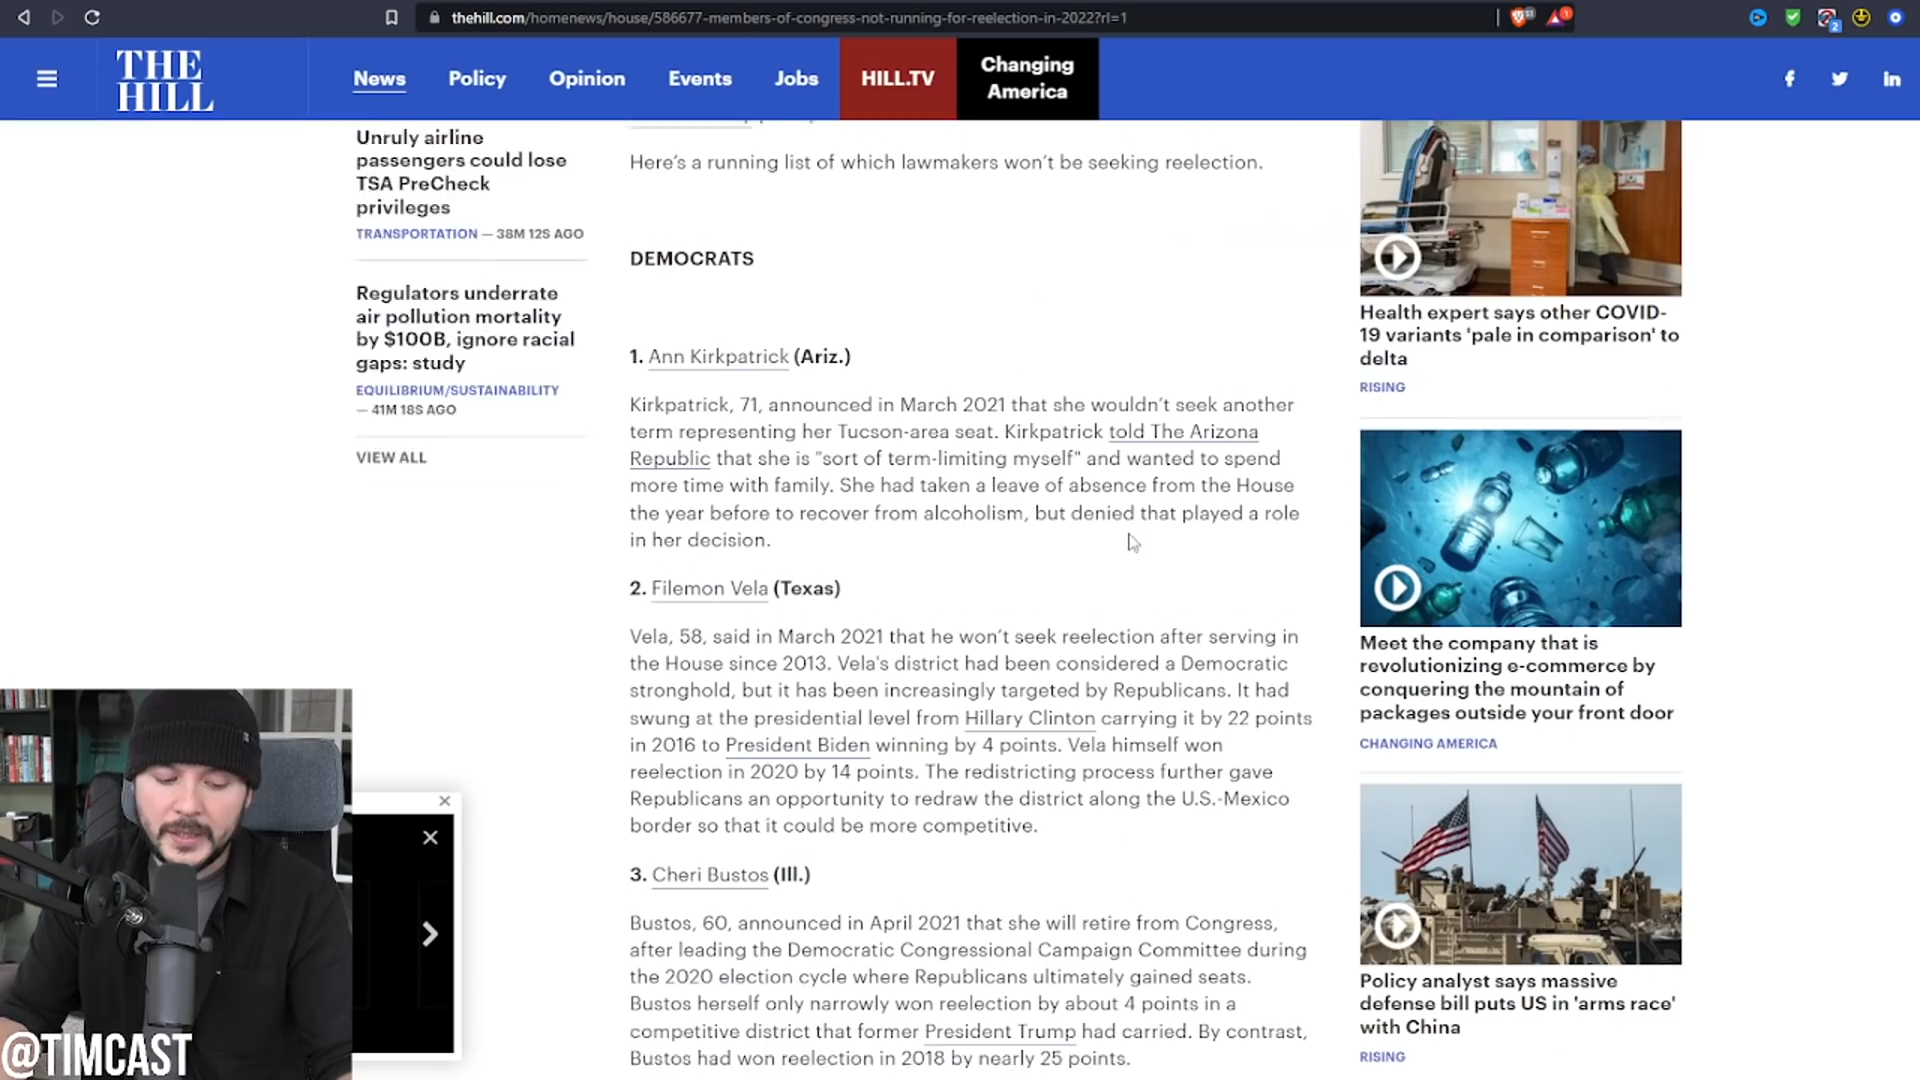 thehill.com/homenews/house/586677-members-of-congress-not-running-for-reelection-in-2022?rl=1
THE
HILL
News
Policy
Opinion
Events
Jobs
HILL.TV
Changing
America
Unruly airline
passengers could lose
TSA PreCheck
privileges
TRANSPORTATION — 38M 12S AGO
Regulators underrate
air pollution mortality
by $100B, ignore racial
gaps: study
EQUILIBRIUM/SUSTAINABILITY
— 41M 18S AGO
VIEW ALL
Here's a running list of which lawmakers won't be seeking reelection.
DEMOCRATS
1. Ann Kirkpatrick (Ariz.)
Kirkpatrick, 71, announced in March 2021 that she wouldn't seek another
term representing her Tucson-area seat. Kirkpatrick told The Arizona
Republic that she is "sort of term-limiting myself" and wanted to spend
more time with family. She had taken a leave of absence from the House
the year before to recover from alcoholism, but denied that played a role
in her decision.
2. Filemon Vela (Texas)
Vela, 58, said in March 2021 that he won't seek reelection after serving in
the House since 2013. Vela's district had been considered a Democratic
stronghold, but it has been increasingly targeted by Republicans. It had
swung at the presidential level from Hillary Clinton carrying it by 22 points
in 2016 to President Biden winning by 4 points. Vela himself won
reelection in 2020 by 14 points. The redistricting process further gave
Republicans an opportunity to redraw the district along the U.S.-Mexico
border so that it could be more competitive.
3. Cheri Bustos (Ill.)
Bustos, 60, announced in April 2021 that she will retire from Congress,
after leading the Democratic Congressional Campaign Committee during
the 2020 election cycle where Republicans ultimately gained seats.
Bustos herself only narrowly won reelection by about 4 points in a
competitive district that former President Trump had carried. By contrast,
Bustos had won reelection in 2018 by nearly 25 points.
Health expert says other COVID-
19 variants 'pale in comparison' to
delta
RISING
Meet the company that is
revolutionizing e-commerce by
conquering the mountain of
packages outside your front door
CHANGING AMERICA
Policy analyst says massive
defense bill puts US in 'arms race'
with China
RISING
@TIMCAST